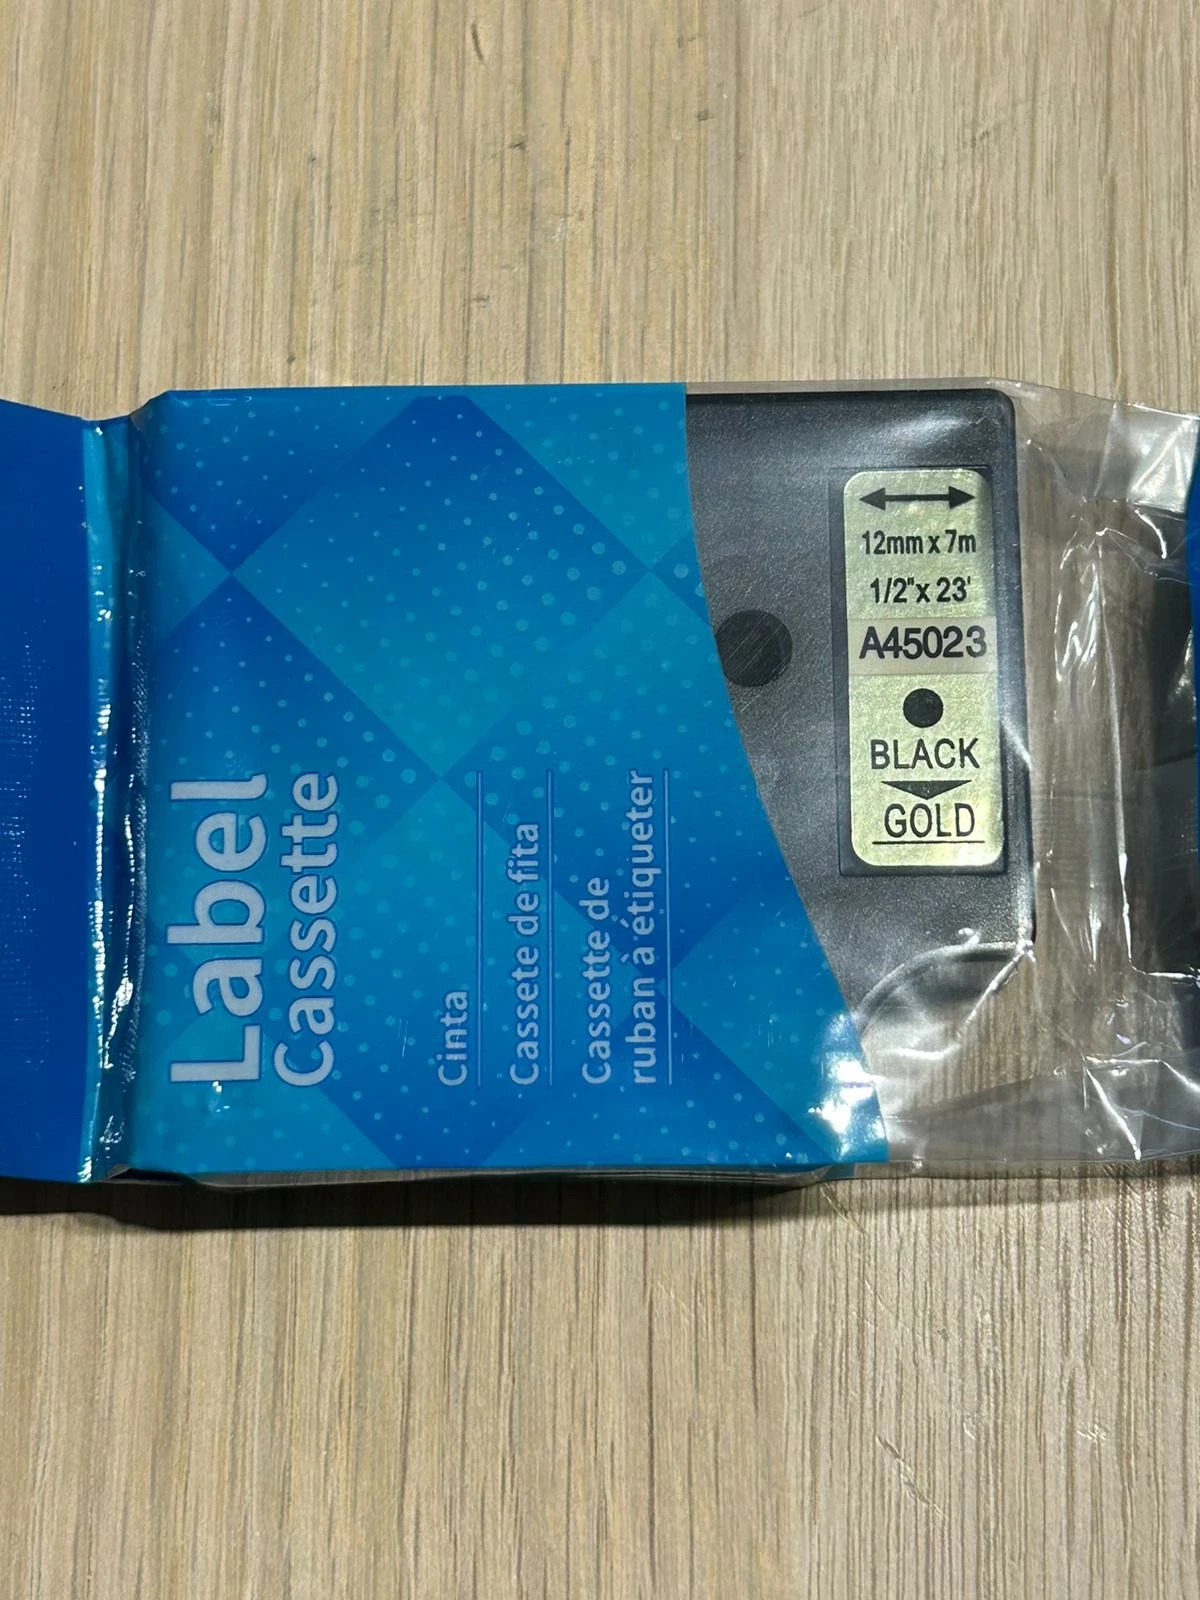 Label
Cassette
Cinta
Cassete de fita
Cassette de
ruban à étiqueter
12mm x 7m
1/2"x 23'
A45023
BLACK
GOLD